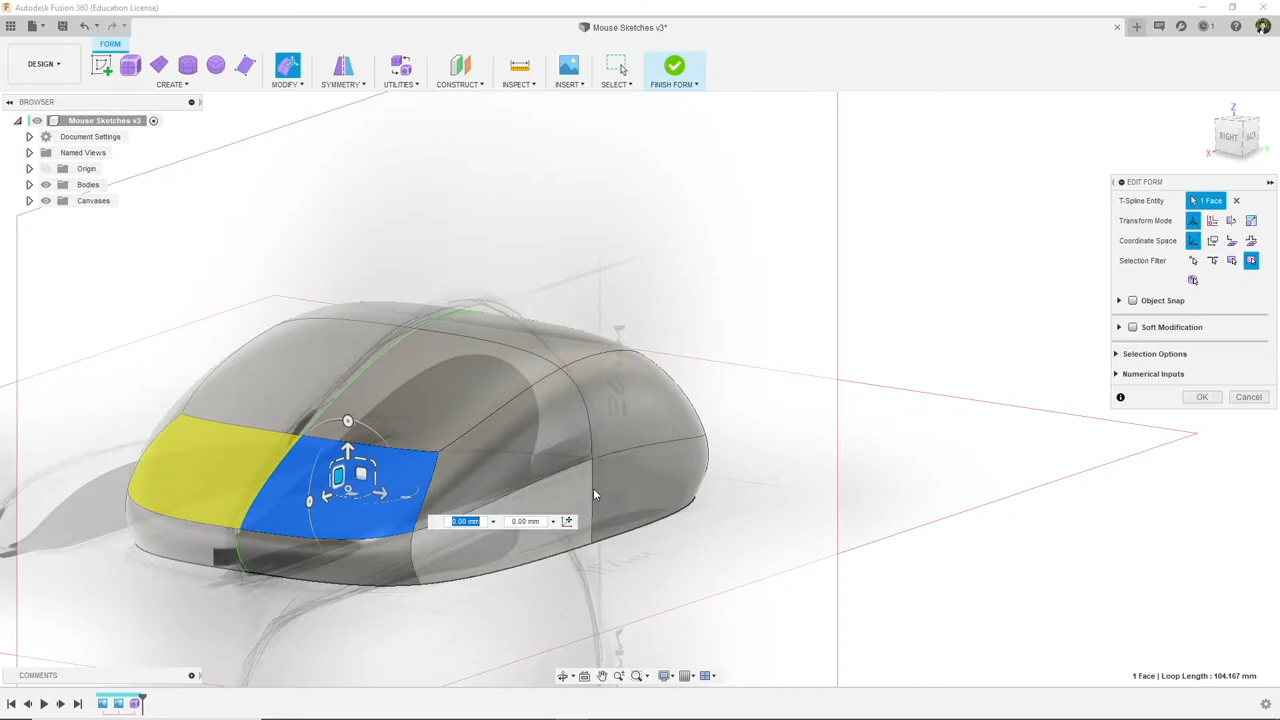 Autodesk Fusion 360 (Education License)
Mouse Sketches v3*
1
FORM
DESIGN
CREATE
MODIFY
SYMMETRY
UTILITIES
CONSTRUCT
INSPECT
INSERT
SELECT
FINISH FORM
BROWSER
Mouse Sketches v3
Document Settings
Named Views
Origin
Bodies
Canvases
Z
RIGHT
BACK
X
Y
EDIT FORM
T-Spline Entity
1 Face
Transform Mode
Coordinate Space
Selection Filter
Object Snap
Soft Modification
Selection Options
Numerical Inputs
OK
Cancel
0.00 mm
0.00 mm
COMMENTS
1 Face | Loop Length : 104.167 mm